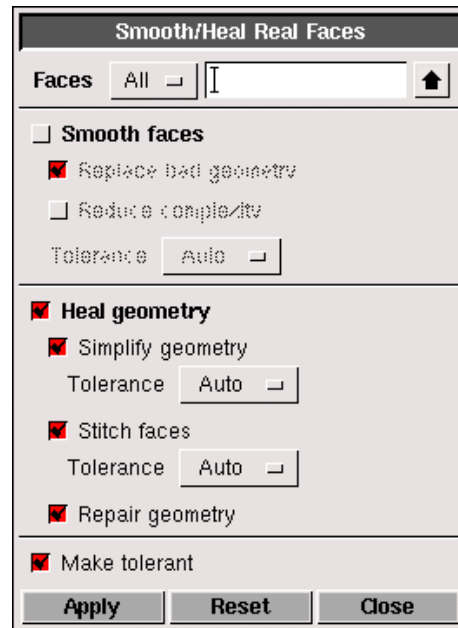 Smooth/Heal Real Faces
Faces All
Smooth faces
Replace bad geometry
Reduce complexity
Tolerance Auto
Heal geometry
Simplify geometry
Tolerance Auto
Stitch faces
Tolerance Auto
Repair geometry
Make tolerant
Apply Reset Close